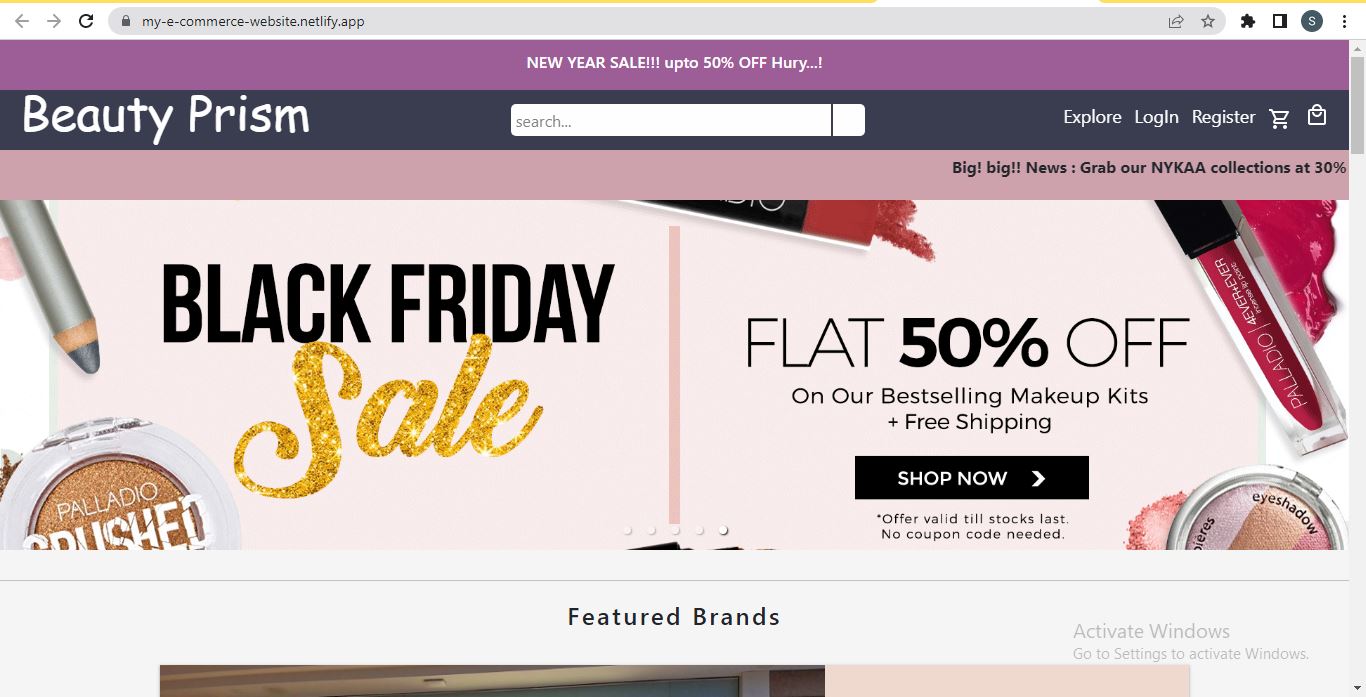 my-e-commerce-website.netlify.app
S
NEW YEAR SALE!!! upto 50% OFF Hury...!
Beauty Prism
search...
Explore LogIn Register
Big! big!! News : Grab our NYKAA collections at 30%
BLACK FRIDAY
Sale
FLAT 50% OFF
On Our Bestselling Makeup Kits
+ Free Shipping
SHOP NOW
*Offer valid till stocks last.
No coupon code needed.
PALLADIO | 4EVER+EVER
PALLADIO
CRUSHED
eyeshadow
Featured Brands
Activate Windows
Go to Settings to activate Windows.